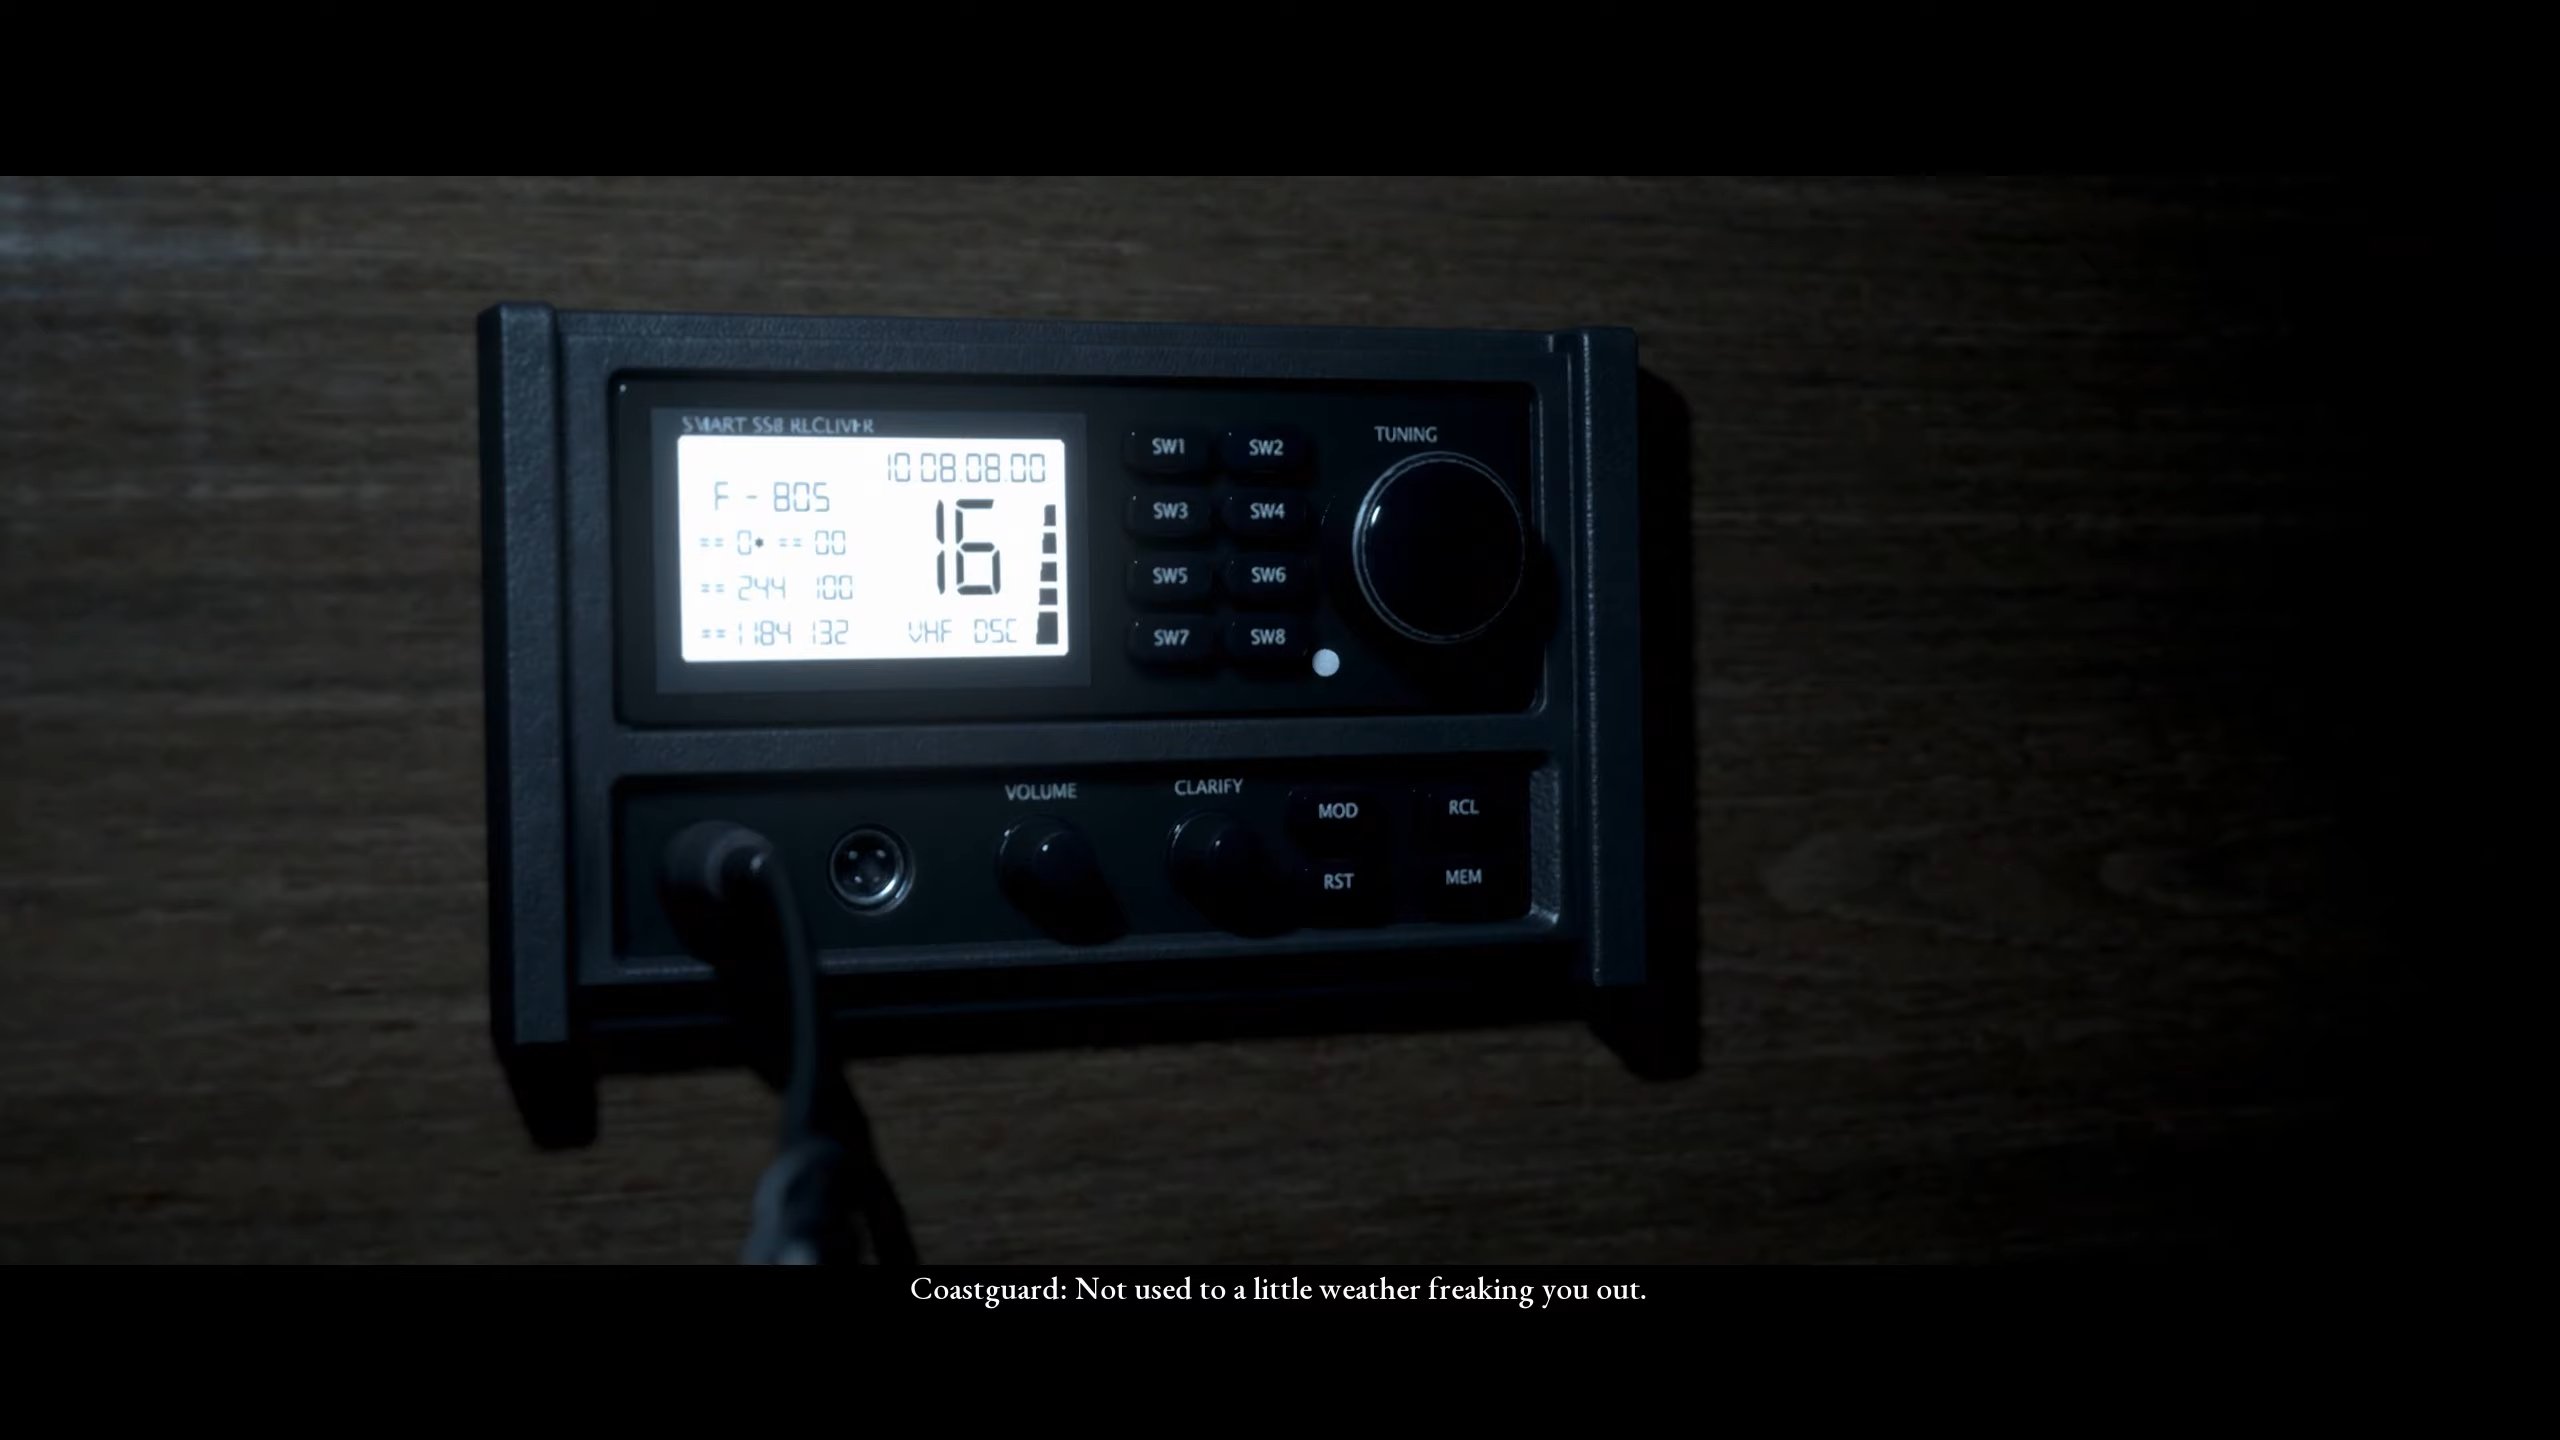 SMART SSB RECEIVER
10 08.08.00
F - 805
16
== 0* == 00
== 244 100
== 1184 132
VHF DSC
SW1 SW2
SW3 SW4
SW5 SW6
SW7 SW8
TUNING
VOLUME
CLARIFY
MOD
RCL
RST
MEM
Coastguard: Not used to a little weather freaking you out.